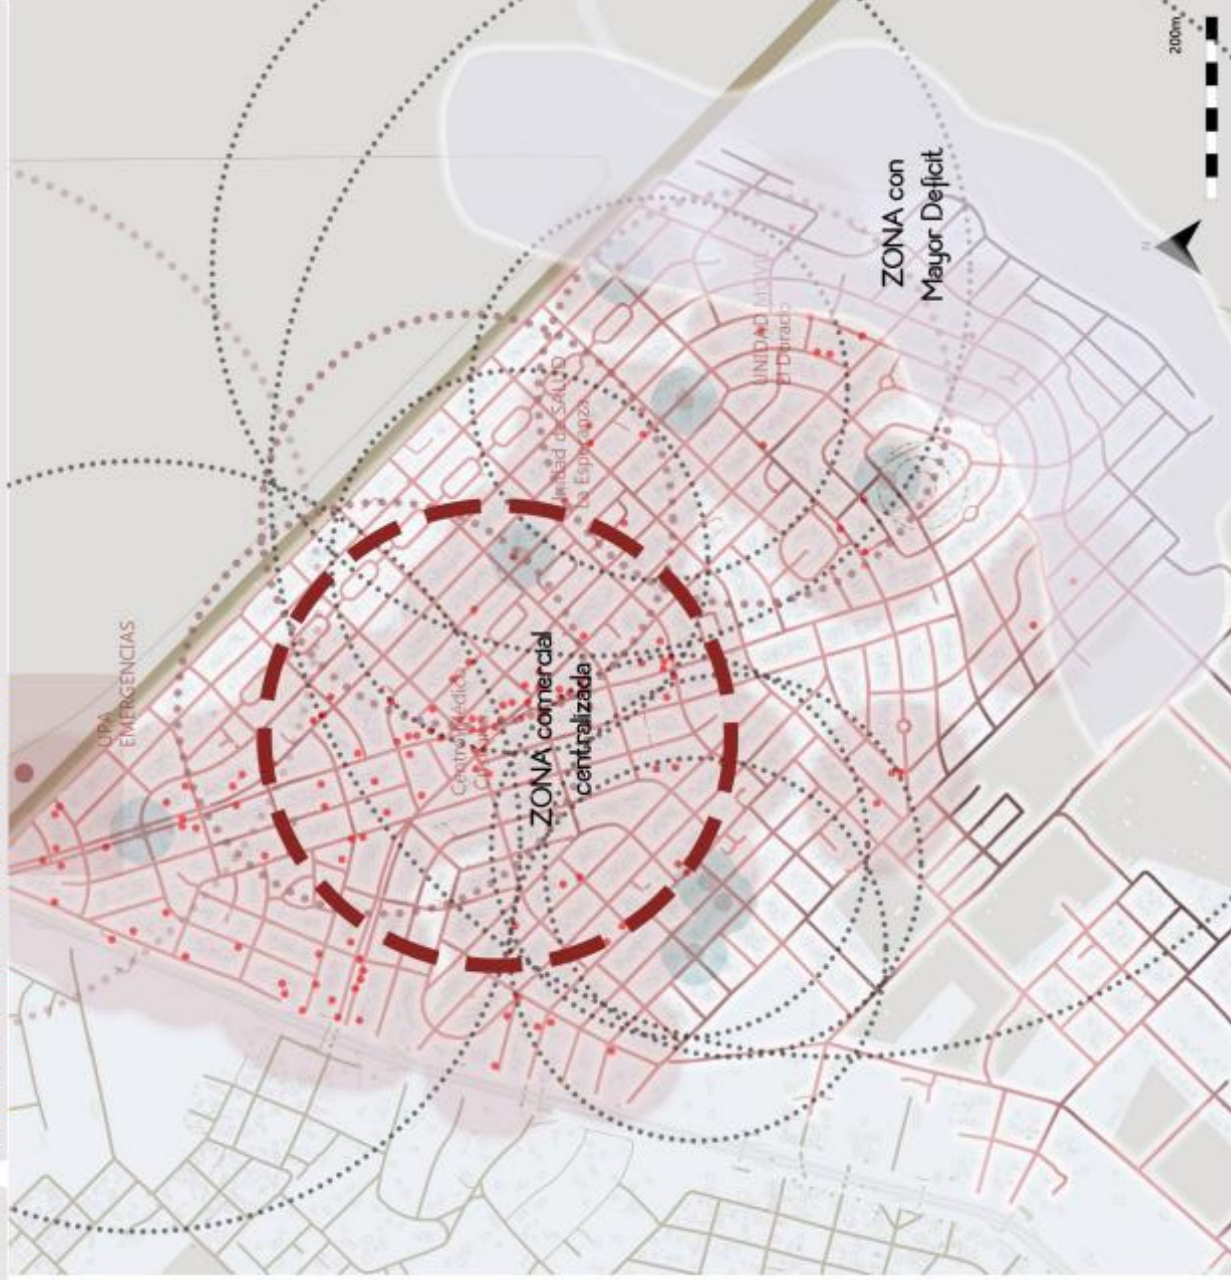 UPA
EMERGENCIAS
Unidad de SALUD
La Esperanza
UNIDAD MOVIL
El Dorado
ZONA comercial
centralizada
ZONA con
Mayor Deficit
200m
N